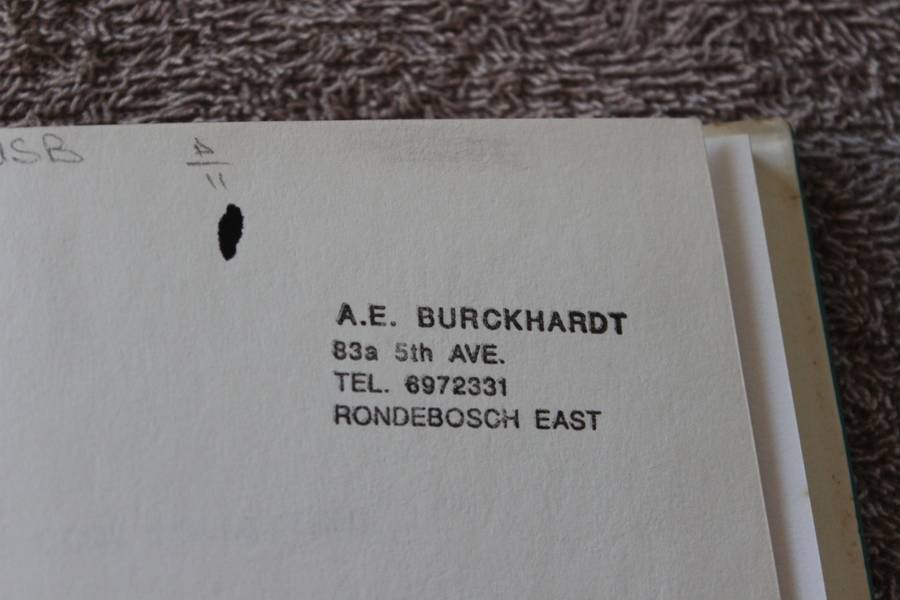 A.E. BURCKHARDT
83a 5th AVE.
TEL. 6972331
RONDEBOSCH EAST